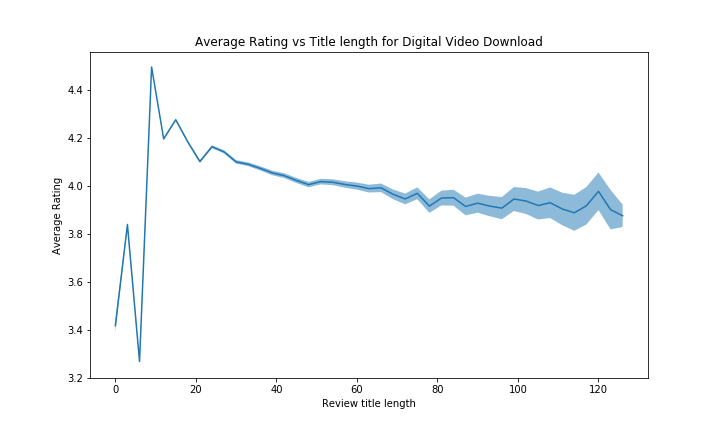 Average Rating vs Title length for Digital Video Download
Average Rating
4.4
4.2
4.0
3.8
3.6
3.4
3.2
0 20 40 60 80 100 120
Review title length